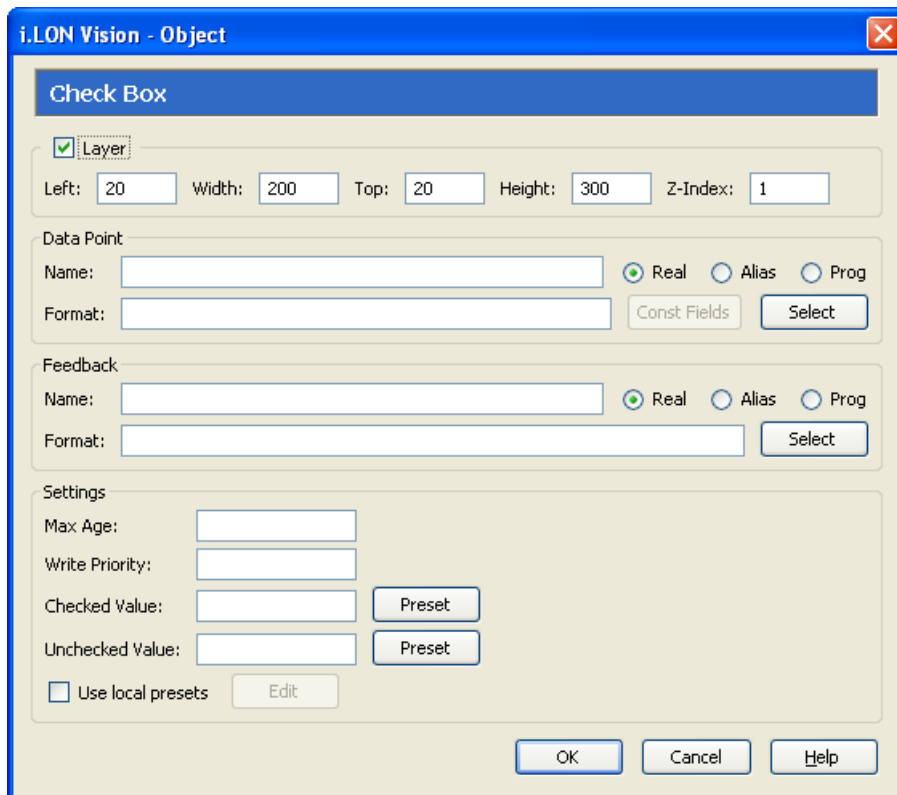 i.LON Vision - Object
Check Box
Layer
Left: 20 Width: 200 Top: 20 Height: 300 Z-Index: 1
Data Point
Name: Real Alias Prog
Format: Const Fields Select
Feedback
Name: Real Alias Prog
Format: Select
Settings
Max Age:
Write Priority:
Checked Value: Preset
Unchecked Value: Preset
Use local presets Edit
OK Cancel Help